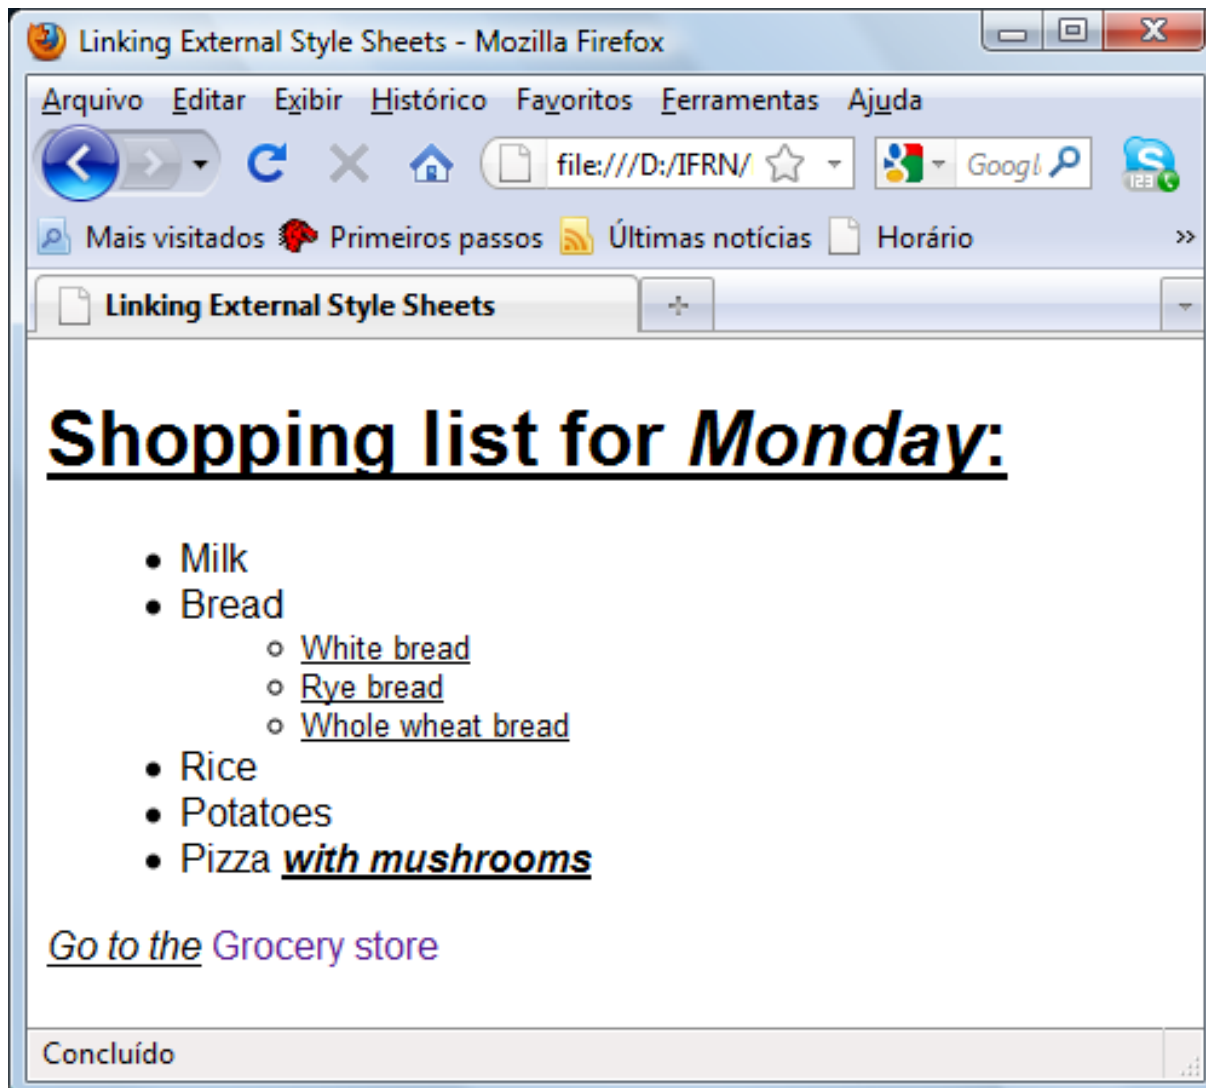 Linking External Style Sheets - Mozilla Firefox
Arquivo Editar Exibir Histórico Favoritos Ferramentas Ajuda
file:///D:/IFRN/ Googl 123
Mais visitados Primeiros passos Últimas notícias Horário »
Linking External Style Sheets
Shopping list for Monday:
• Milk
• Bread
◦ White bread
◦ Rye bread
◦ Whole wheat bread
• Rice
• Potatoes
• Pizza with mushrooms
Go to the Grocery store
Concluído